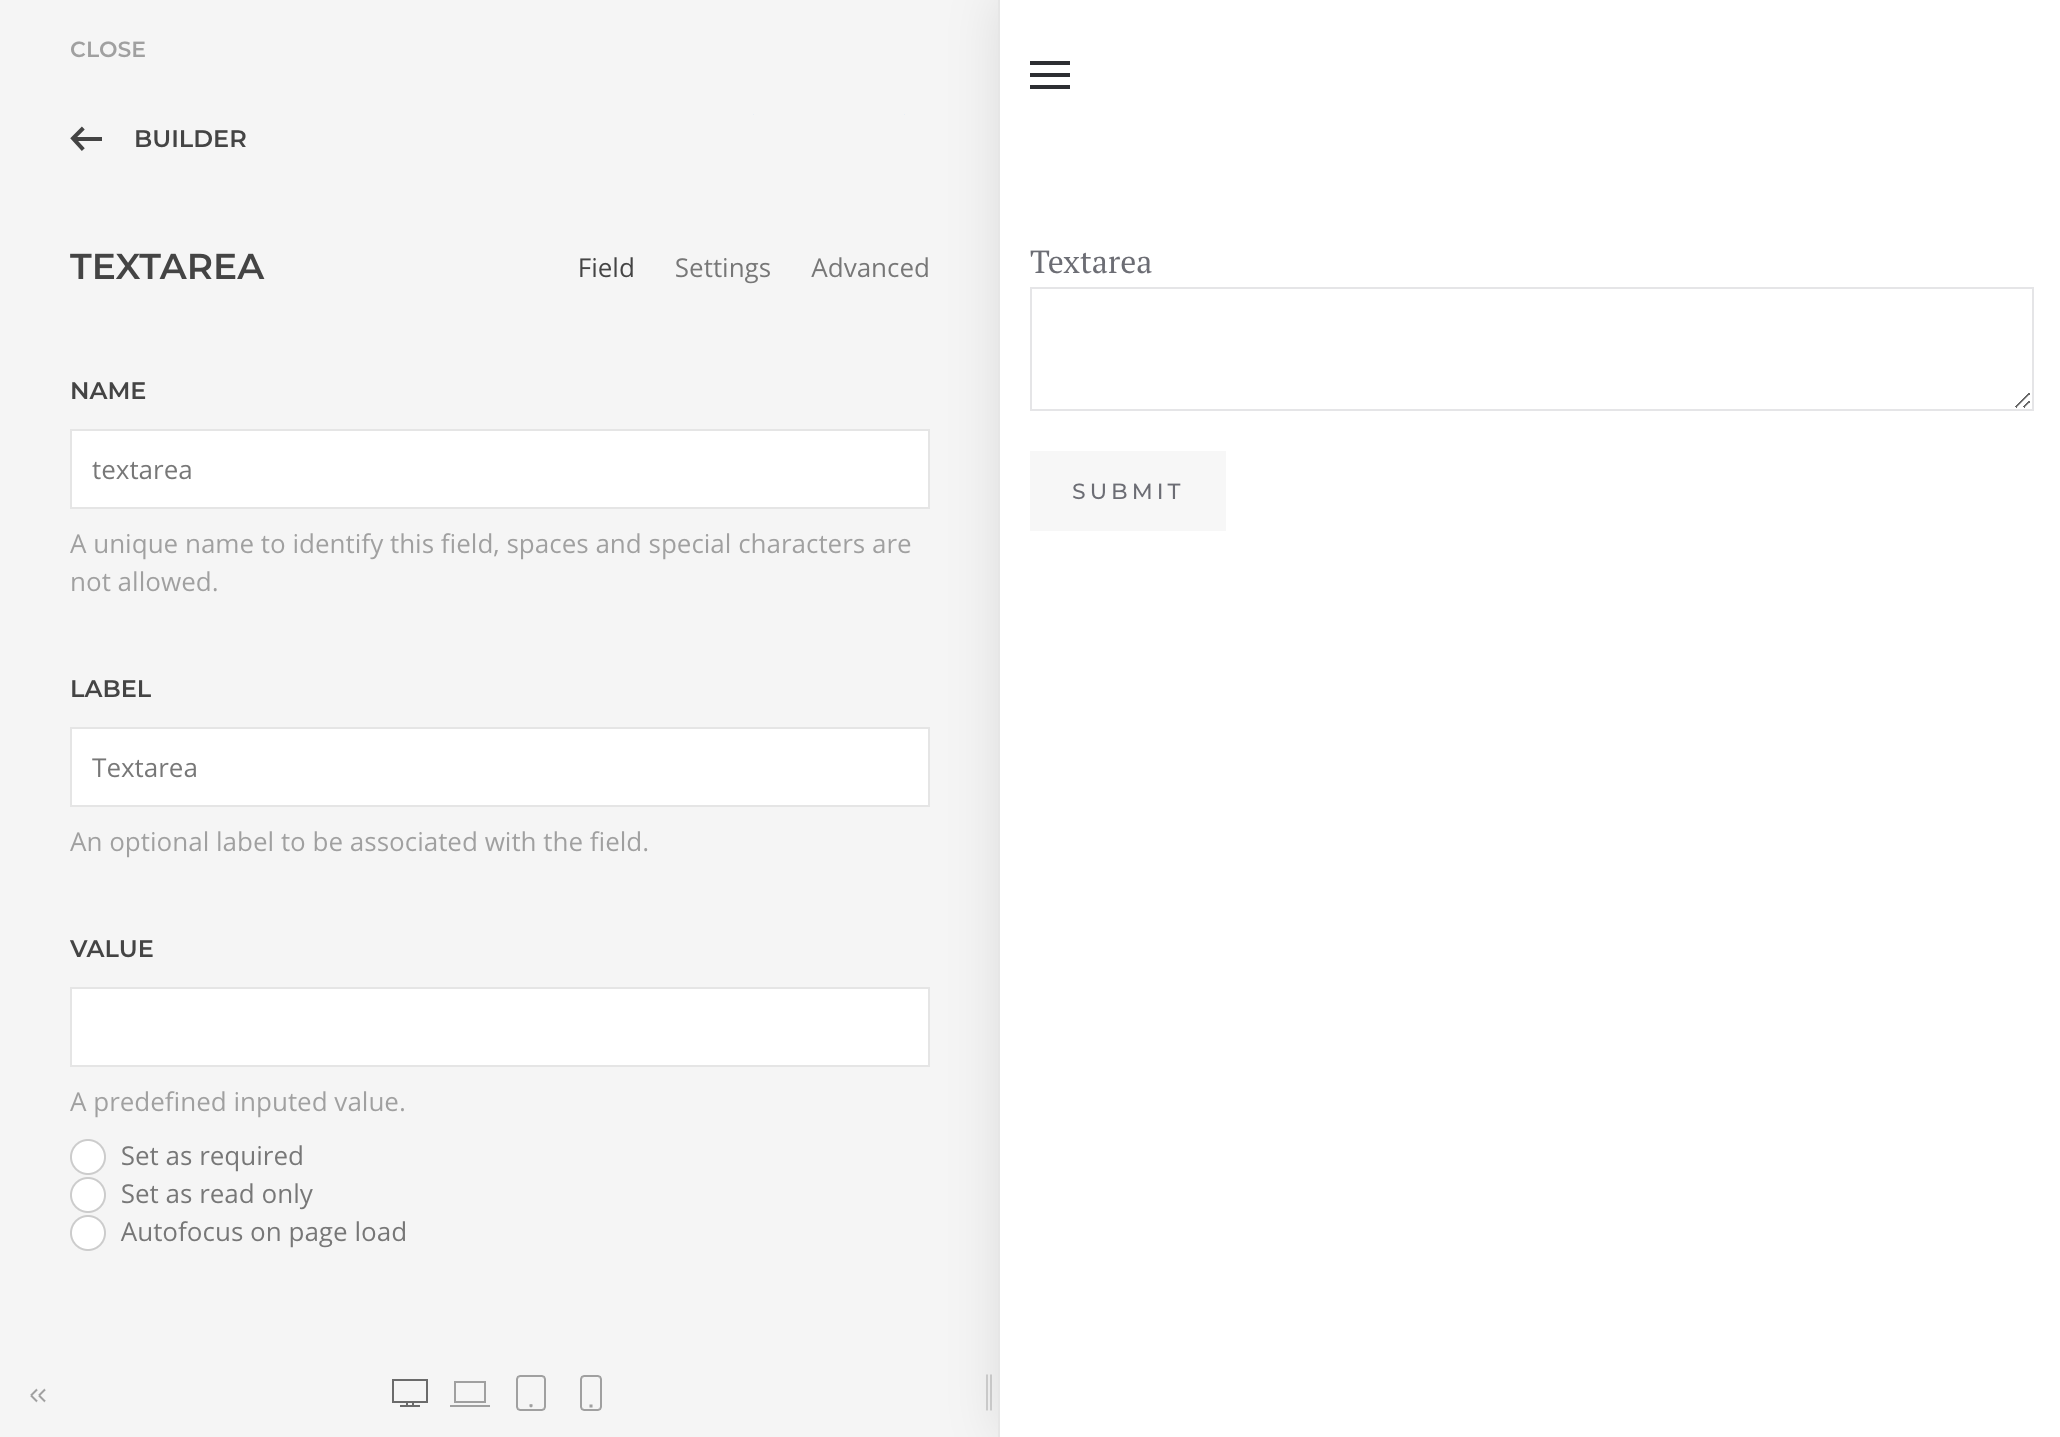 CLOSE
BUILDER
TEXTAREA
Field Settings Advanced
NAME
textarea
A unique name to identify this field, spaces and special characters are
not allowed.
LABEL
Textarea
An optional label to be associated with the field.
VALUE
A predefined inputed value.
Set as required
Set as read only
Autofocus on page load
Textarea
SUBMIT